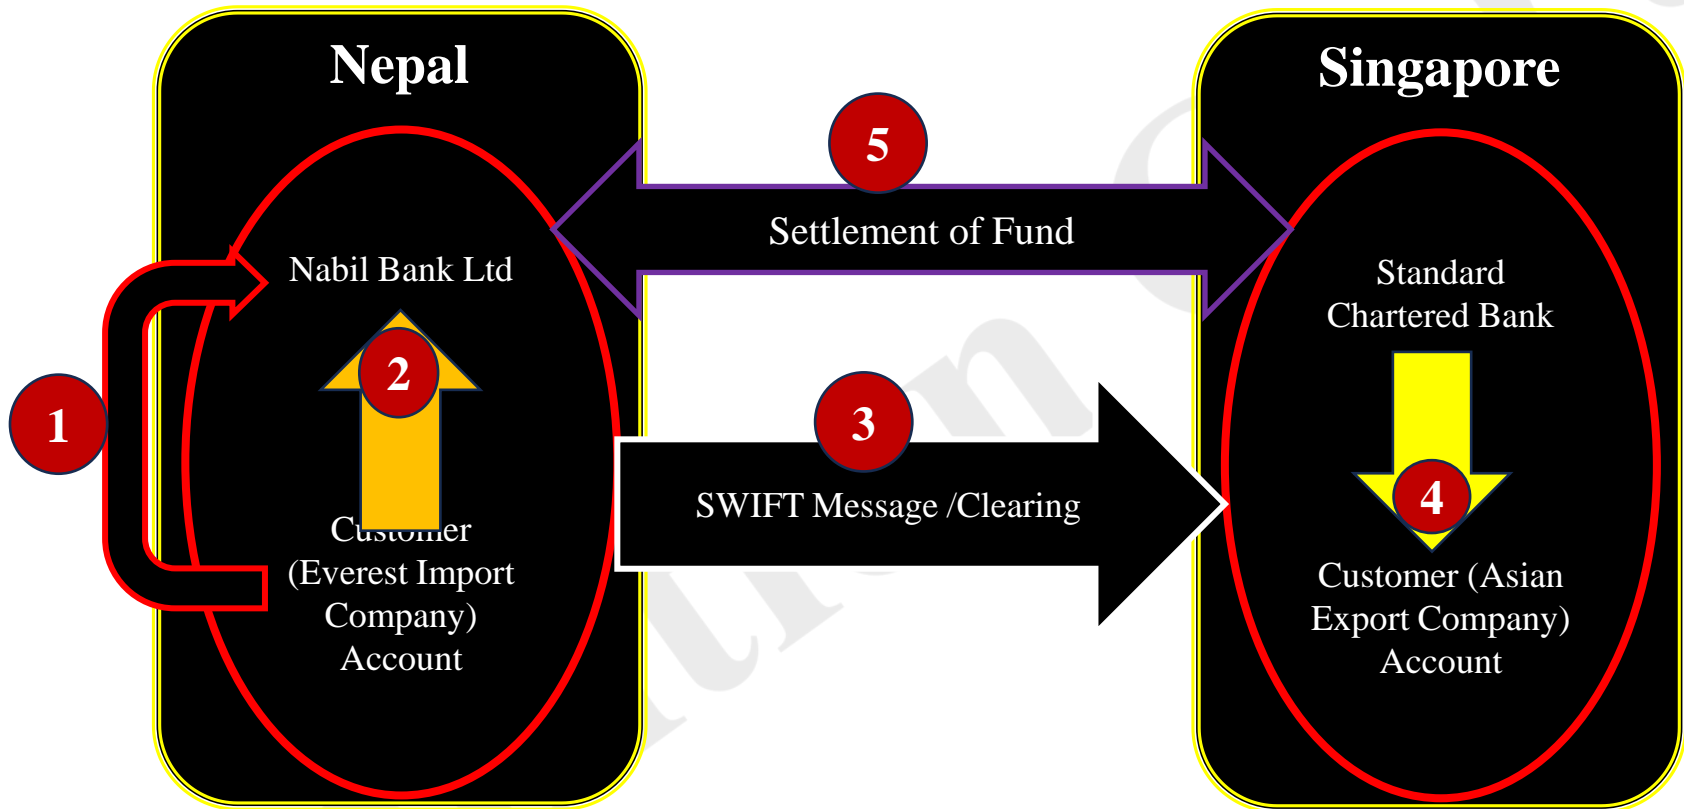 Nepal
Singapore
5
Settlement of Fund
Nabil Bank Ltd
Standard
Chartered Bank
1
2
3
SWIFT Message /Clearing
4
Customer
(Everest Import
Company)
Account
Customer (Asian
Export Company)
Account